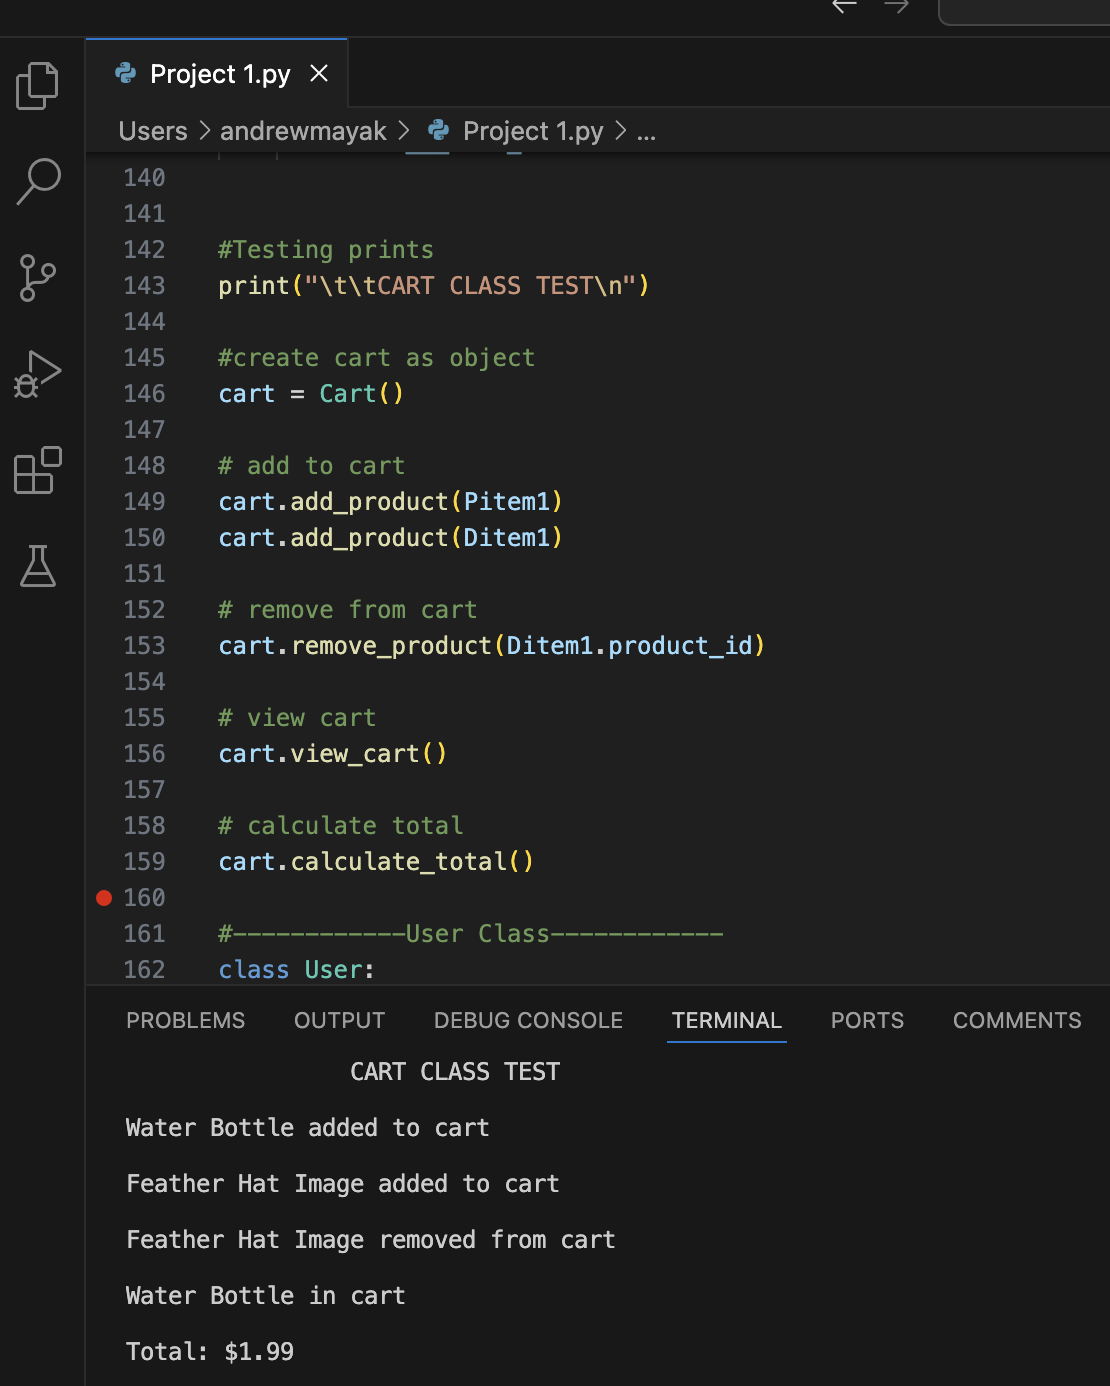 Project 1.py
Users > andrewmayak > Project 1.py > ...
140
141
142 #Testing prints
143 print("\t\tCART CLASS TEST\n")
144
145 #create cart as object
146 cart = Cart()
147
148 # add to cart
149 cart.add_product(Pitem1)
150 cart.add_product(Ditem1)
151
152 # remove from cart
153 cart.remove_product(Ditem1.product_id)
154
155 # view cart
156 cart.view_cart()
157
158 # calculate total
159 cart.calculate_total()
160
161 #------------User Class------------
162 class User:
PROBLEMS OUTPUT DEBUG CONSOLE TERMINAL PORTS COMMENTS
CART CLASS TEST
Water Bottle added to cart
Feather Hat Image added to cart
Feather Hat Image removed from cart
Water Bottle in cart
Total: $1.99